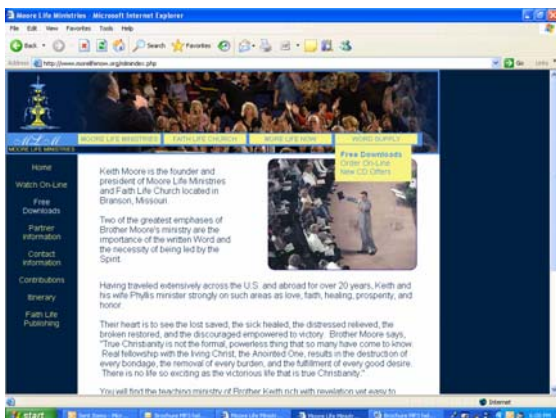 Moore Life Ministries - Microsoft Internet Explorer
File Edit View Favorites Tools Help
Back Search Favorites
Address Go Links
MOORE LIFE MINISTRIES FAITH LIFE CHURCH MORE LIFE NOW WORD SUPPLY
MOORE LIFE MINISTRIES
Free Downloads
Order On-Line
New CD Offers
Home
Watch On-Line
Free
Downloads
Partner
Information
Contact
Information
Contributions
Itinerary
Faith Life
Publishing
Keith Moore is the founder and
president of Moore Life Ministries
and Faith Life Church located in
Branson, Missouri.
Two of the greatest emphases of
Brother Moore's ministry are the
importance of the written Word and
the necessity of being led by the
Spirit.
Having traveled extensively across the U.S. and abroad for over 20 years, Keith and
his wife Phyllis minister strongly on such areas as love, faith, healing, prosperity, and
honor.
Their heart is to see the lost saved, the sick healed, the distressed relieved, the
broken restored, and the discouraged empowered to victory. Brother Moore says,
"True Christianity is not the formal, powerless thing that so many have come to know.
Real fellowship with the living Christ, the Anointed One, results in the destruction of
every bondage, the removal of every burden, and the fulfillment of every good desire.
There is no life so exciting as the victorious life that is true Christianity."
You will find the teaching ministry of Brother Keith rich with revelation yet easy to
Internet
start